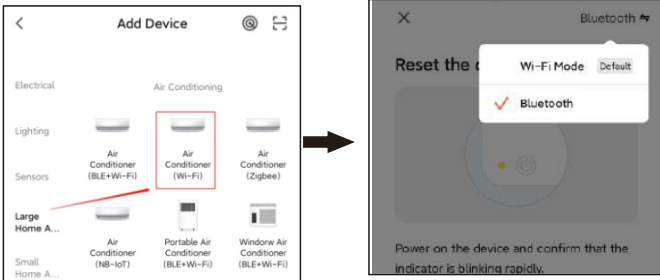 Add Device
Electrical
Air Conditioning
Lighting
Sensors
Large
Home A...
Small
Home A...
Air
Conditioner
(BLE+Wi-Fi)
Air
Conditioner
(Wi-Fi)
Air
Conditioner
(Zigbee)
Air
Conditioner
(NB-IoT)
Portable Air
Conditioner
(BLE+Wi-Fi)
Windorw Air
Conditioner
(BLE+Wi-Fi)
Bluetooth
Reset the d
Wi-Fi Mode Default
Bluetooth
Power on the device and confirm that the
indicator is blinking rapidly.